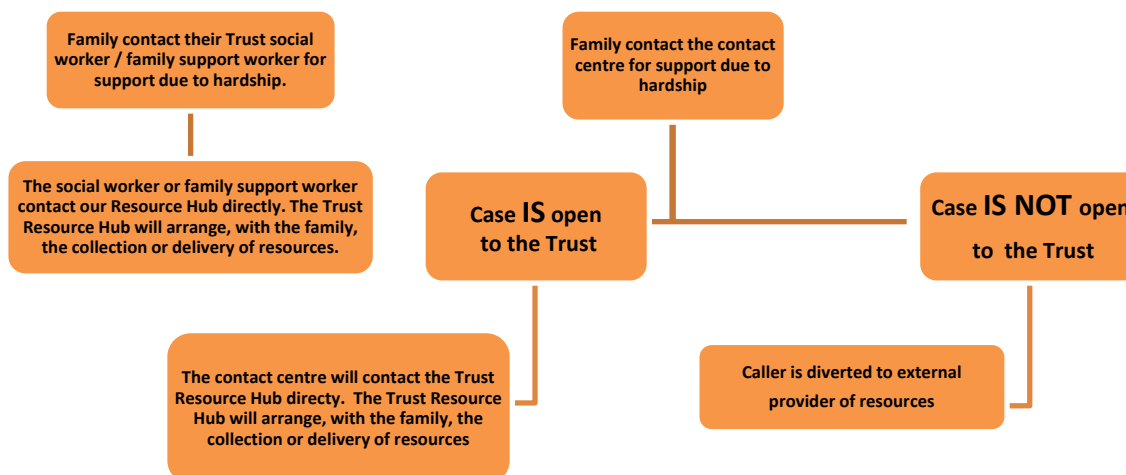 Family contact their Trust social
worker / family support worker for
support due to hardship.
The social worker or family support worker
contact our Resource Hub directly. The Trust
Resource Hub will arrange, with the family,
the collection or delivery of resources.
Family contact the contact
centre for support due to
hardship
Case IS open
to the Trust
Case IS NOT open
to the Trust
The contact centre will contact the Trust
Resource Hub directy. The Trust Resource
Hub will arrange, with the family, the
collection or delivery of resources
Caller is diverted to external
provider of resources